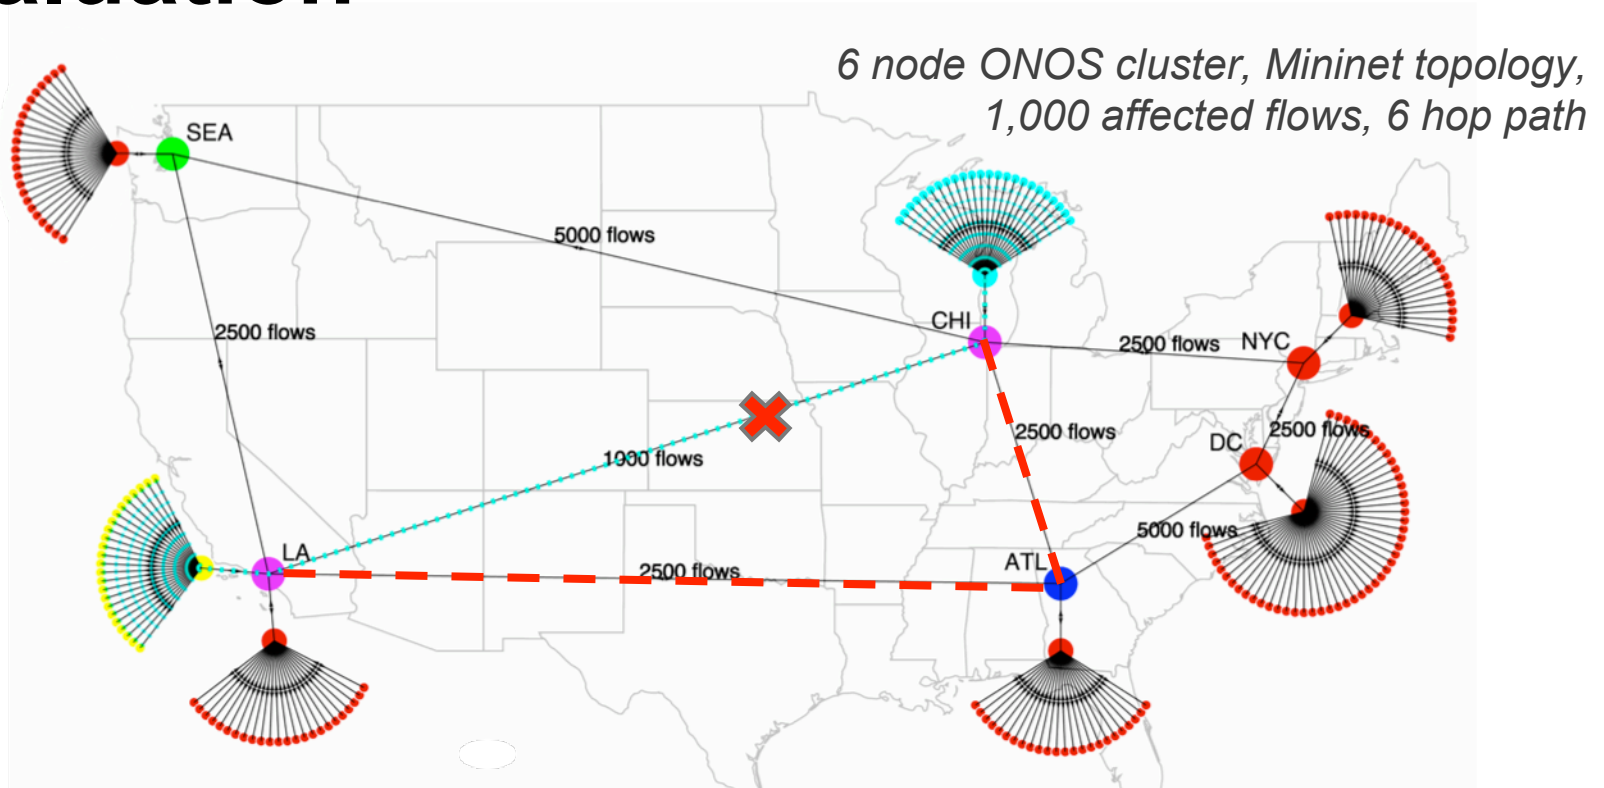 6 node ONOS cluster, Mininet topology,
1,000 affected flows, 6 hop path
SEA
5000 flows
2500 flows
CHI
2500 flows
NYC
2500 flows
DC
2500 flows
1000 flows
5000 flows
LA
2500 flows
ATL